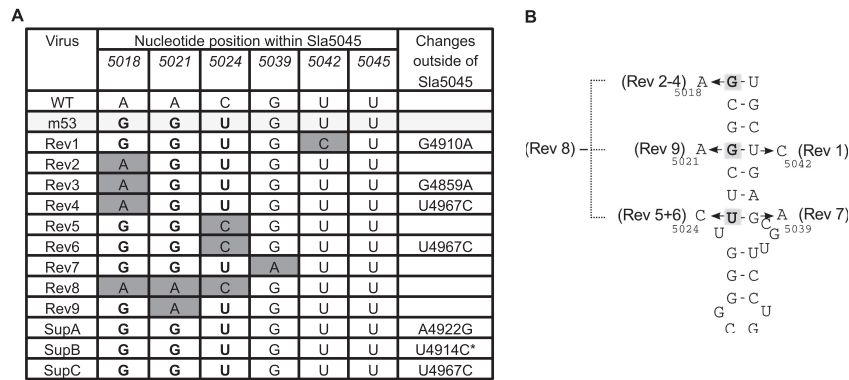 A
Virus Nucleotide position within Sla5045 Changes outside of Sla5045
5018 5021 5024 5039 5042 5045
WT A A C G U U
m53 G G U G U U
Rev1 G G U G C U G4910A
Rev2 A G U G U U
Rev3 A G U G U U G4859A
Rev4 A G U G U U U4967C
Rev5 G G C G U U
Rev6 G G C G U U U4967C
Rev7 G G U A U U
Rev8 A A C G U U
Rev9 G A U G U U
SupA G G U G U U A4922G
SupB G G U G U U U4914C*
SupC G G U G U U U4967C
B
(Rev 2-4) A G - U
5018
C - G
G - C
(Rev 8) (Rev 9) A G - U C (Rev 1)
5021 5042
C - G
U - A
(Rev 5+6) C U - G A (Rev 7)
5024 5039
U C G U
G - U U
G - C
G - C
G U
C G